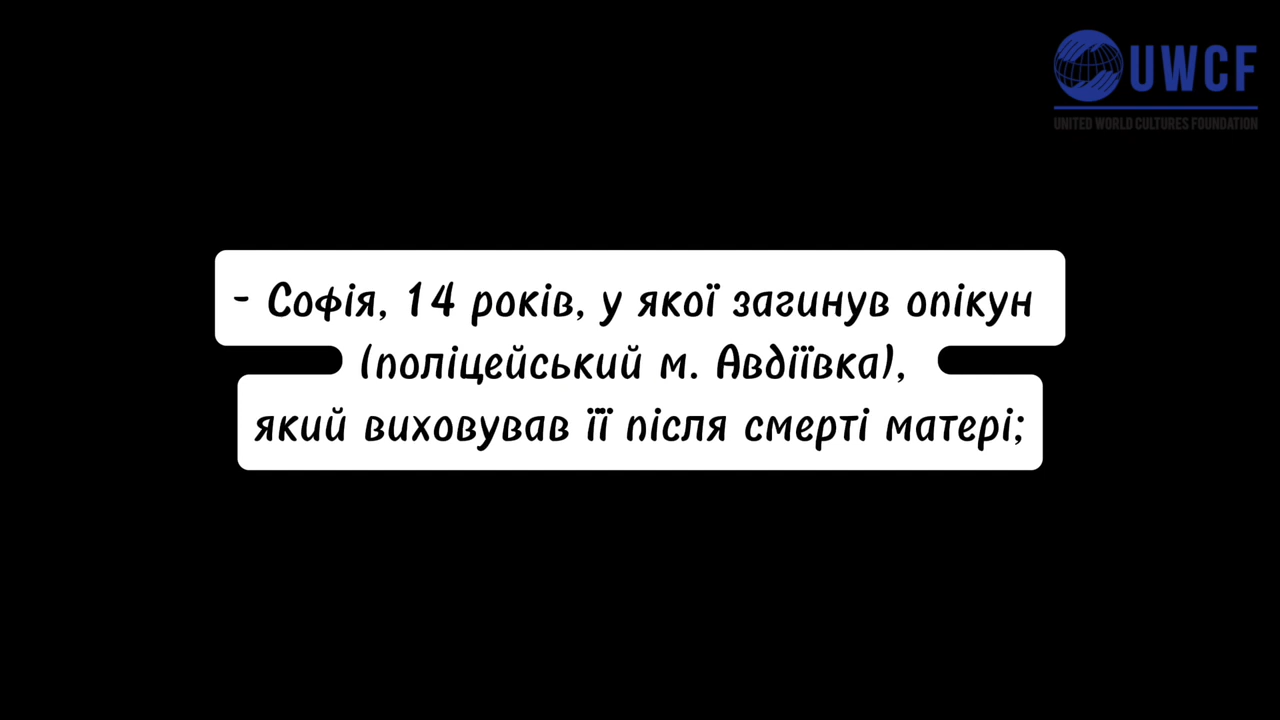 UWCF
UNITED WORLD CULTURES FOUNDATION
- Софія, 14 років, у якої загинув опікун
(поліцейський м. Авдіївка),
який виховував її після смерті матері;